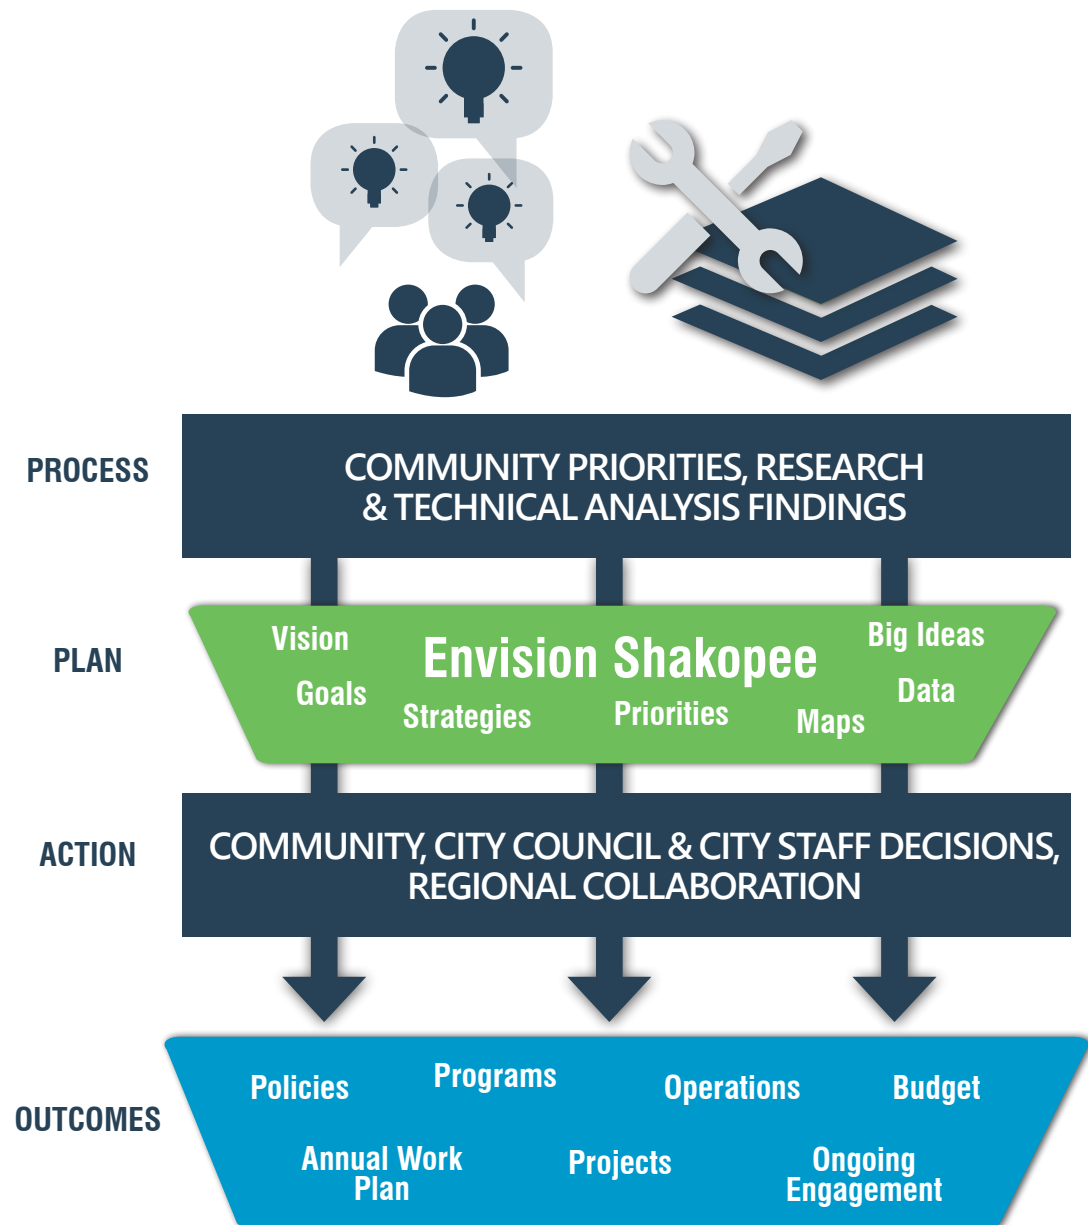 PROCESS
COMMUNITY PRIORITIES, RESEARCH
& TECHNICAL ANALYSIS FINDINGS
PLAN
Vision
Envision Shakopee
Big Ideas
Goals
Strategies
Priorities
Maps
Data
ACTION
COMMUNITY, CITY COUNCIL & CITY STAFF DECISIONS,
REGIONAL COLLABORATION
OUTCOMES
Policies
Programs
Operations
Budget
Annual Work
Plan
Projects
Ongoing
Engagement